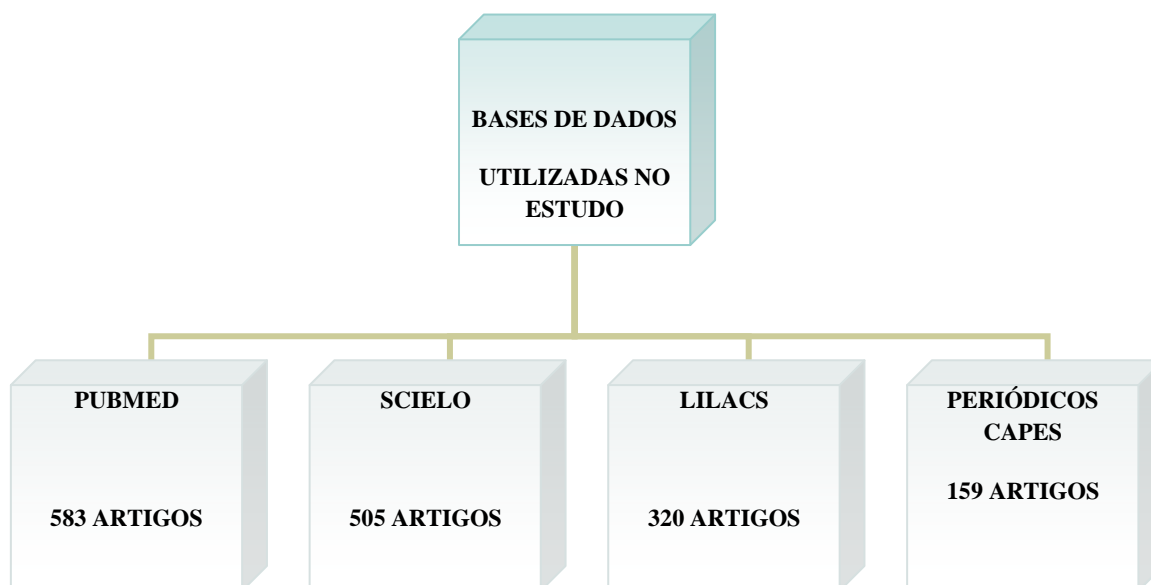 BASES DE DADOS
UTILIZADAS NO
ESTUDO
PUBMED
583 ARTIGOS
SCIELO
505 ARTIGOS
LILACS
320 ARTIGOS
PERIÓDICOS
CAPES
159 ARTIGOS